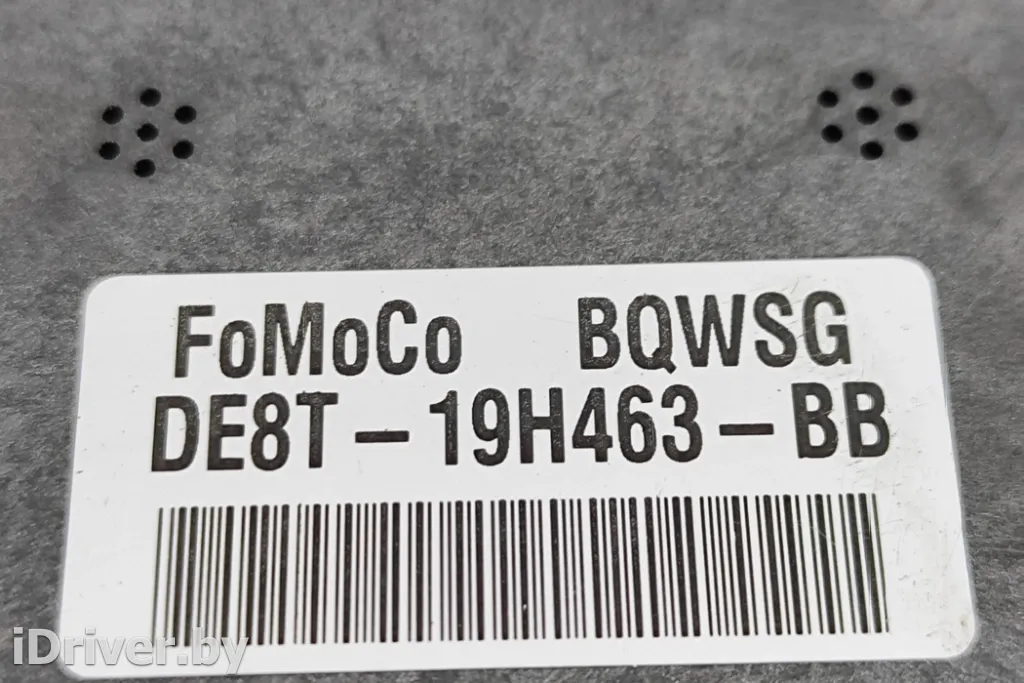 FoMoCo BQWSG
DE8T-19H463-BB
iDriver.by